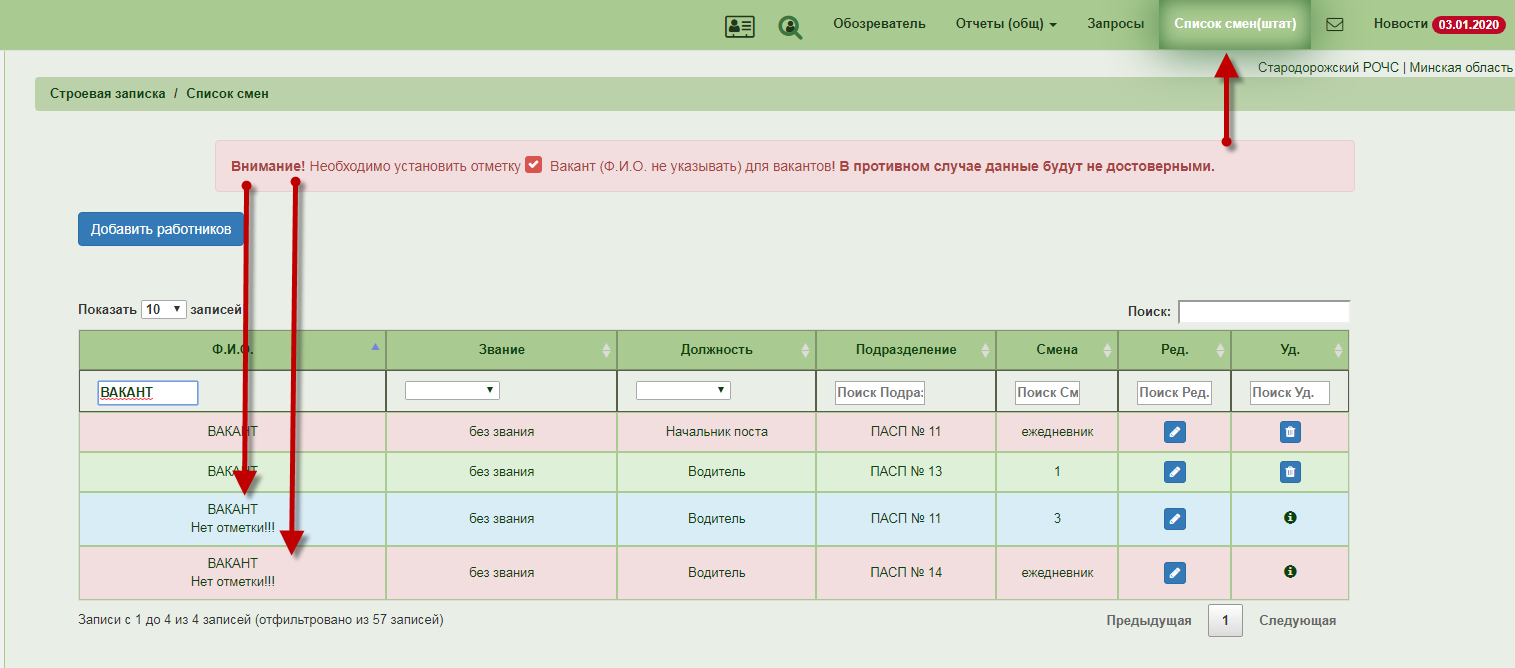 Обозреватель Отчеты (общ) Запросы Список смен(штат) Новости 03.01.2020
Стародорожский РОЧС | Минская область
Строевая записка / Список смен
Внимание! Необходимо установить отметку Вакант (Ф.И.О. не указывать) для вакантов! В противном случае данные будут не достоверными.
Добавить работников
Показать 10 записей
Поиск:
Ф.И.О. Звание Должность Подразделение Смена Ред. Уд.
ВАКАНТ Поиск Подра: Поиск См Поиск Ред. Поиск Уд.
ВАКАНТ без звания Начальник поста ПАСП № 11 ежедневник
ВАКАНТ без звания Водитель ПАСП № 13 1
ВАКАНТ
Нет отметки!!! без звания Водитель ПАСП № 11 3
ВАКАНТ
Нет отметки!!! без звания Водитель ПАСП № 14 ежедневник
Записи с 1 до 4 из 4 записей (отфильтровано из 57 записей)
Предыдущая 1 Следующая